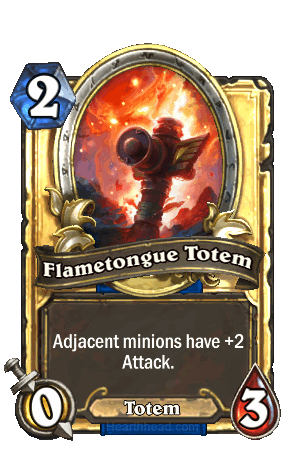 2
Flametongue Totem
Adjacent minions have +2
Attack.
0
Totem
3
Hearthhead.com